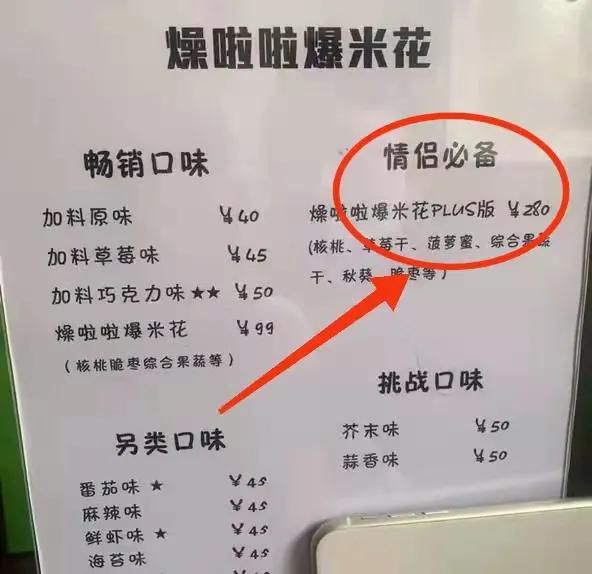 燥啦啦爆米花
畅销口味
加料原味 ¥40
加料草莓味 ¥45
加料巧克力味★★ ¥50
燥啦啦爆米花 ¥99
(核桃脆枣综合果蔬等)
情侣必备
燥啦啦爆米花PLUS版 ¥280
(核桃、草莓干、菠萝蜜、综合果蔬
干、秋葵、脆枣等)
另类口味
番茄味★ ¥45
麻辣味 ¥45
鲜虾味★ ¥45
海苔味 ¥45
挑战口味
芥末味 ¥50
蒜香味 ¥50